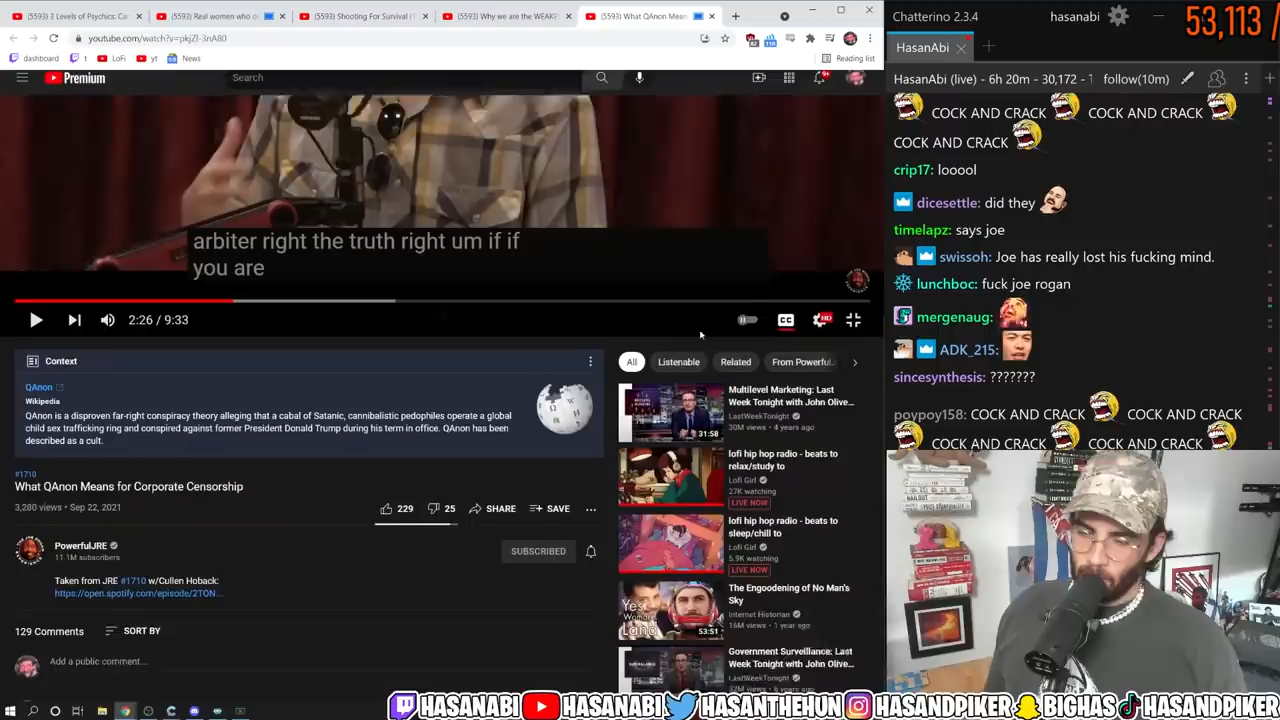 (5593) 3 Levels of Psychics: Car
(5593) Real women who d
(5593) Shooting For Survival (
(5593) Why we are the WEAKE
(5593) What QAnon Mean
youtube.com/watch?v=pkjZI-3nA80
dashboard
1
LoFi
yt
News
Reading list
Premium
Search
arbiter right the truth right um if if
you are
2:26 / 9:33
CC
HD
Context
QAnon
Wikipedia
QAnon is a disproven far-right conspiracy theory alleging that a cabal of Satanic, cannibalistic pedophiles operate a global
child sex trafficking ring and conspired against former President Donald Trump during his term in office. QAnon has been
described as a cult.
#1710
What QAnon Means for Corporate Censorship
3,280 views • Sep 22, 2021
229
25
SHARE
SAVE
PowerfulJRE
11.1M subscribers
SUBSCRIBED
Taken from JRE #1710 w/Cullen Hoback:
https://open.spotify.com/episode/2TON...
129 Comments
SORT BY
Add a public comment...
All
Listenable
Related
From Powerful
Multilevel Marketing: Last
Week Tonight with John Olive...
LastWeekTonight
30M views • 4 years ago
31:58
lofi hip hop radio - beats to
relax/study to
Lofi Girl
27K watching
LIVE NOW
lofi hip hop radio - beats to
sleep/chill to
Lofi Girl
5.9K watching
LIVE NOW
The Engoodening of No Man's
Sky
Internet Historian
16M views • 1 year ago
53:51
Yes
Government Surveillance: Last
Week Tonight with John Olive...
LastWeekTonight
Chatterino 2.3.4
hasanabi
53,113 /
HasanAbi
HasanAbi (live) - 6h 20m - 30,172 -
follow(10m)
COCK AND CRACK COCK AND CRACK
COCK AND CRACK
crip17: looool
dicesettle: did they
timelapz: says joe
swissoh: Joe has really lost his fucking mind.
lunchboc: fuck joe rogan
mergenaug:
ADK_215:
sincesynthesis: ???????
poypoy158: COCK AND CRACK COCK AND CRACK
COCK AND CRACK COCK AND CRACK
HASANABI
HASANABI
HASANTHEHUN
HASANDPIKER
BIGHAS
HASANDPIKER